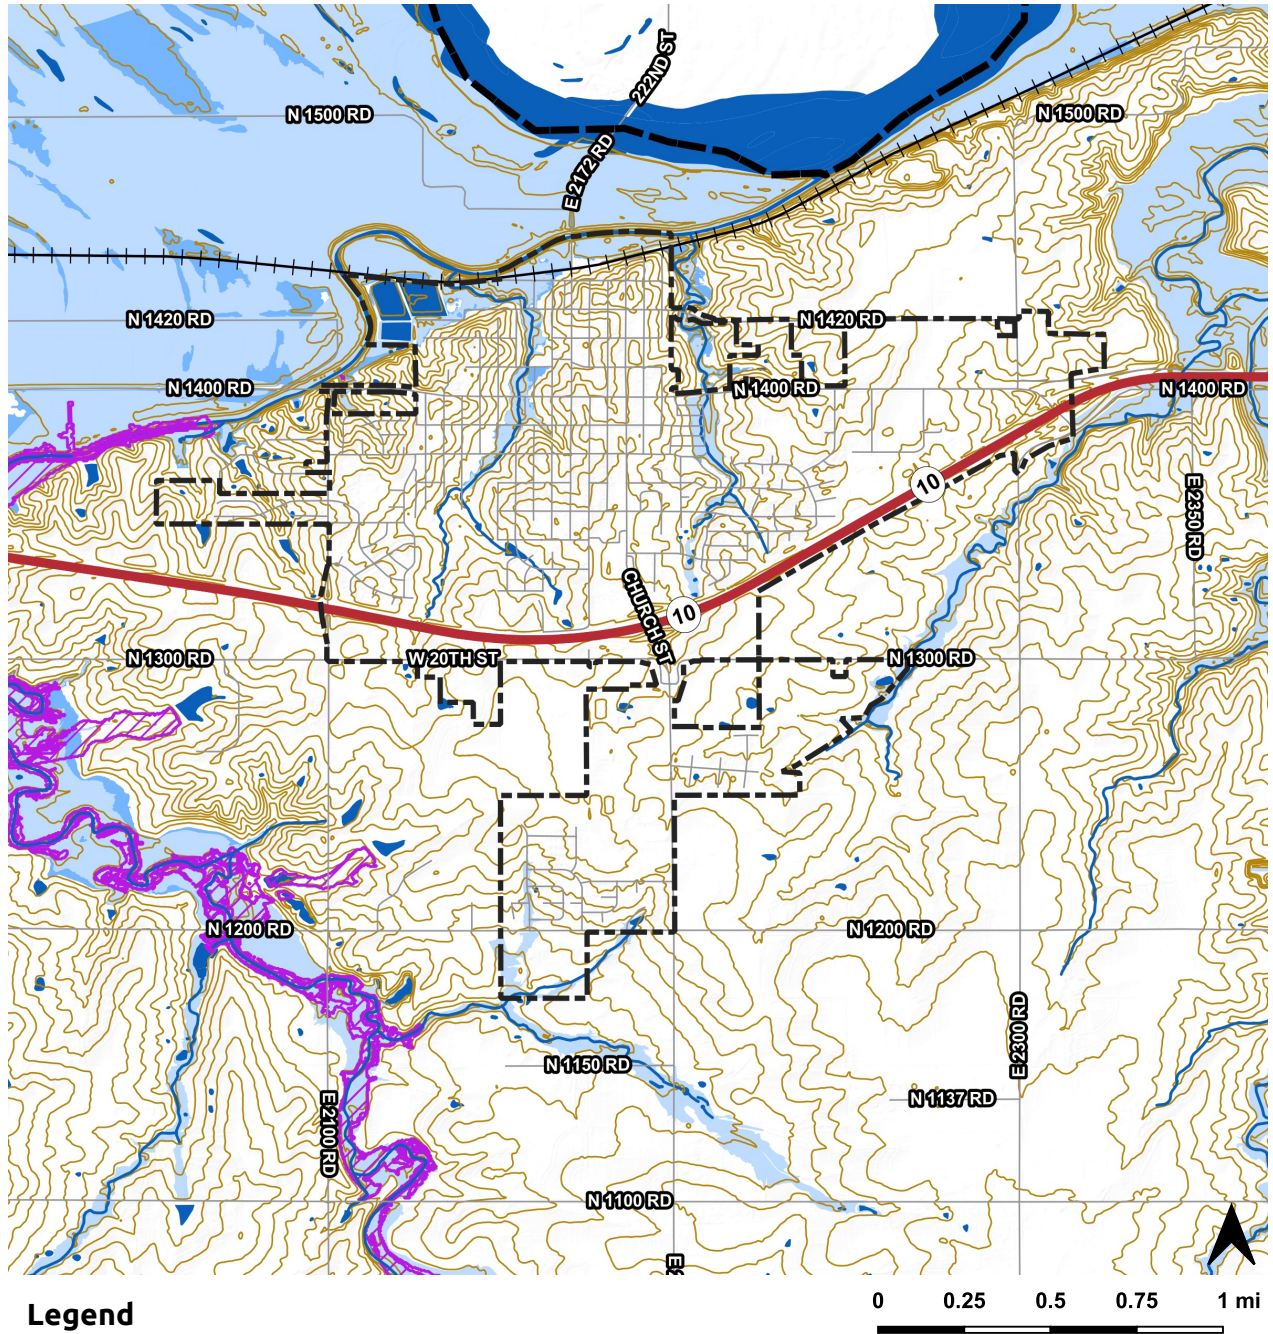 222ND ST
N 1500 RD
N 1500 RD
E 2172 RD
N 1420 RD
N 1420 RD
N 1400 RD
N 1400 RD
N 1400 RD
10
E 2350 RD
CHURCH ST
10
N 1300 RD
W 20TH ST
N 1300 RD
N 1200 RD
N 1200 RD
E 2300 RD
N 1150 RD
N 1137 RD
E 2100 RD
N 1100 RD
Legend
0 0.25 0.5 0.75 1 mi